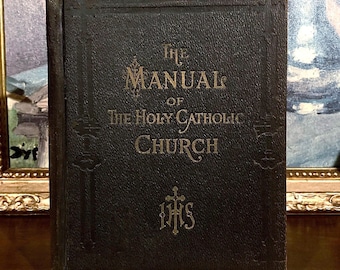 THE
MANUAL
OF
THE HOLY CATHOLIC
CHURCH
IHS